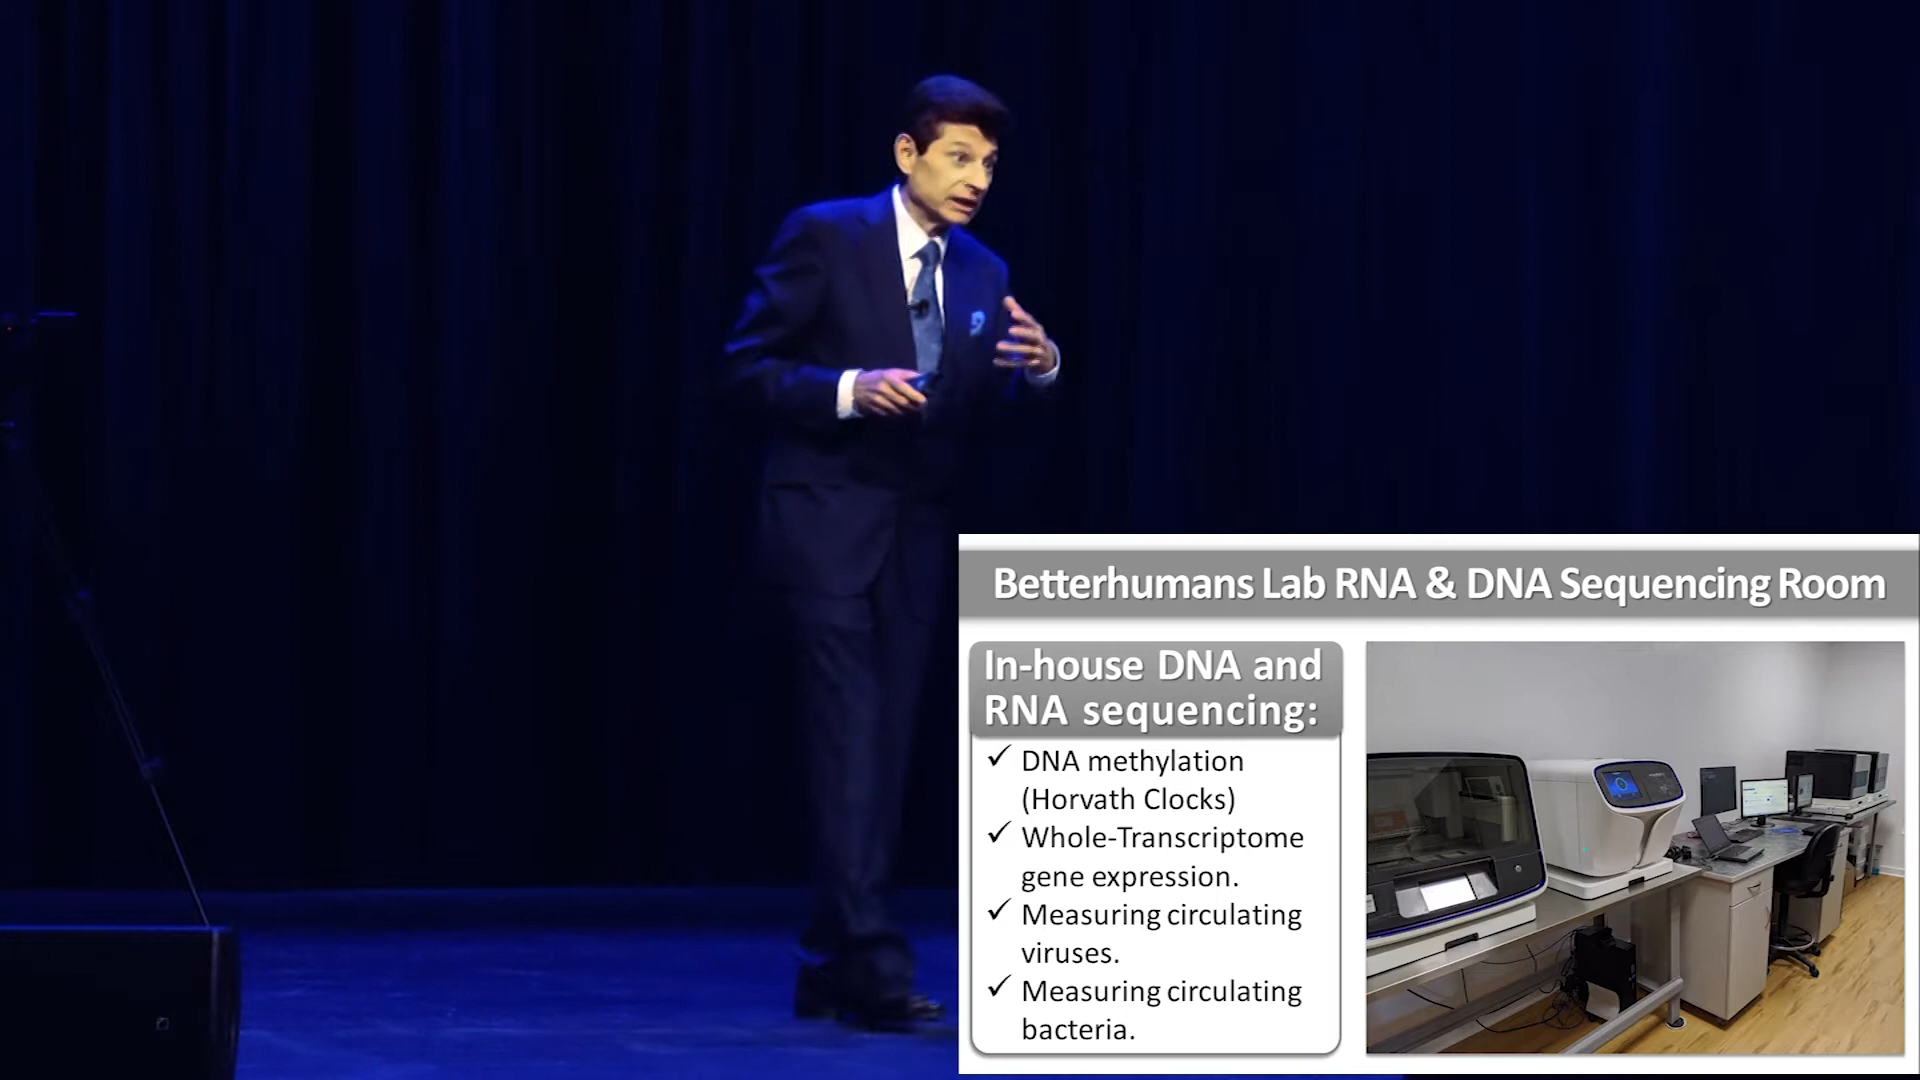 Betterhumans Lab RNA & DNA Sequencing Room
In-house DNA and
RNA sequencing:
✓ DNA methylation
(Horvath Clocks)
✓ Whole-Transcriptome
gene expression.
✓ Measuring circulating
viruses.
✓ Measuring circulating
bacteria.